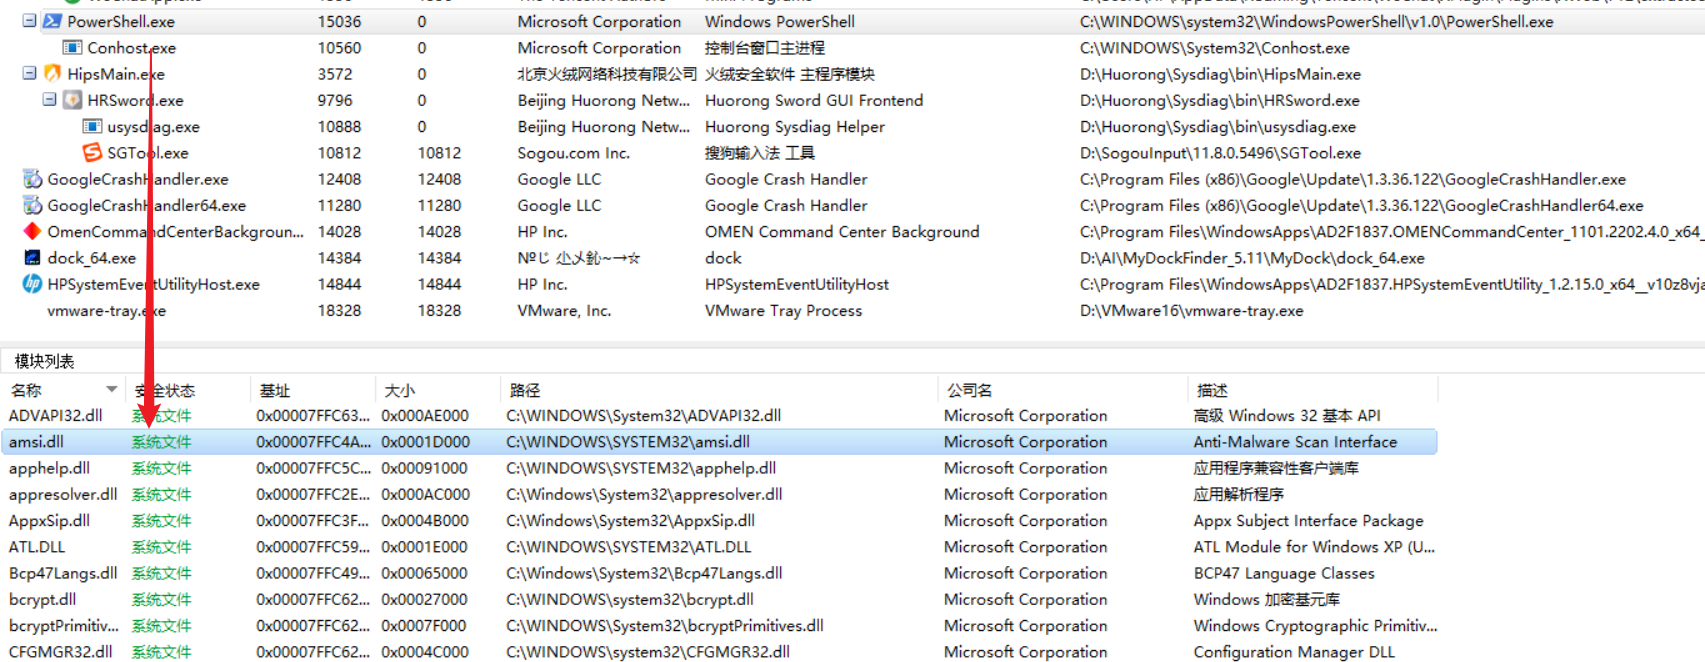 PowerShell.exe 15036 0 Microsoft Corporation Windows PowerShell C:\WINDOWS\system32\WindowsPowerShell\v1.0\PowerShell.exe
Conhost.exe 10560 0 Microsoft Corporation 控制台窗口主进程 C:\WINDOWS\System32\Conhost.exe
HipsMain.exe 3572 0 北京火绒网络科技有限公司 火绒安全软件 主程序模块 D:\Huorong\Sysdiag\bin\HipsMain.exe
HRSword.exe 9796 0 Beijing Huorong Netw... Huorong Sword GUI Frontend D:\Huorong\Sysdiag\bin\HRSword.exe
usysdiag.exe 10888 0 Beijing Huorong Netw... Huorong Sysdiag Helper D:\Huorong\Sysdiag\bin\usysdiag.exe
SGTool.exe 10812 10812 Sogou.com Inc. 搜狗输入法 工具 D:\SogouInput\11.8.0.5496\SGTool.exe
GoogleCrashHandler.exe 12408 12408 Google LLC Google Crash Handler C:\Program Files (x86)\Google\Update\1.3.36.122\GoogleCrashHandler.exe
GoogleCrashHandler64.exe 11280 11280 Google LLC Google Crash Handler C:\Program Files (x86)\Google\Update\1.3.36.122\GoogleCrashHandler64.exe
OmenCommandCenterBackgroun... 14028 14028 HP Inc. OMEN Command Center Background C:\Program Files\WindowsApps\AD2F1837.OMENCommandCenter_1101.2202.4.0_x64_
dock_64.exe 14384 14384 dock D:\AI\MyDockFinder_5.11\MyDock\dock_64.exe
HPSystemEventUtilityHost.exe 14844 14844 HP Inc. HPSystemEventUtilityHost C:\Program Files\WindowsApps\AD2F1837.HPSystemEventUtility_1.2.15.0_x64__v10z8vja
vmware-tray.exe 18328 18328 VMware, Inc. VMware Tray Process D:\VMware16\vmware-tray.exe
模块列表
名称 安全状态 基址 大小 路径 公司名 描述
ADVAPI32.dll 系统文件 0x00007FFC63... 0x000AE000 C:\WINDOWS\System32\ADVAPI32.dll Microsoft Corporation 高级 Windows 32 基本 API
amsi.dll 系统文件 0x00007FFC4A... 0x0001D000 C:\WINDOWS\SYSTEM32\amsi.dll Microsoft Corporation Anti-Malware Scan Interface
apphelp.dll 系统文件 0x00007FFC5C... 0x00091000 C:\WINDOWS\SYSTEM32\apphelp.dll Microsoft Corporation 应用程序兼容性客户端库
appresolver.dll 系统文件 0x00007FFC2E... 0x000AC000 C:\Windows\System32\appresolver.dll Microsoft Corporation 应用解析程序
AppxSip.dll 系统文件 0x00007FFC3F... 0x0004B000 C:\Windows\System32\AppxSip.dll Microsoft Corporation Appx Subject Interface Package
ATL.DLL 系统文件 0x00007FFC59... 0x0001E000 C:\WINDOWS\SYSTEM32\ATL.DLL Microsoft Corporation ATL Module for Windows XP (U...
Bcp47Langs.dll 系统文件 0x00007FFC49... 0x00065000 C:\Windows\System32\Bcp47Langs.dll Microsoft Corporation BCP47 Language Classes
bcrypt.dll 系统文件 0x00007FFC62... 0x00027000 C:\WINDOWS\system32\bcrypt.dll Microsoft Corporation Windows 加密基元库
bcryptPrimitiv... 系统文件 0x00007FFC62... 0x0007F000 C:\WINDOWS\System32\bcryptPrimitives.dll Microsoft Corporation Windows Cryptographic Primitiv...
CFGMGR32.dll 系统文件 0x00007FFC62... 0x0004C000 C:\WINDOWS\system32\CFGMGR32.dll Microsoft Corporation Configuration Manager DLL